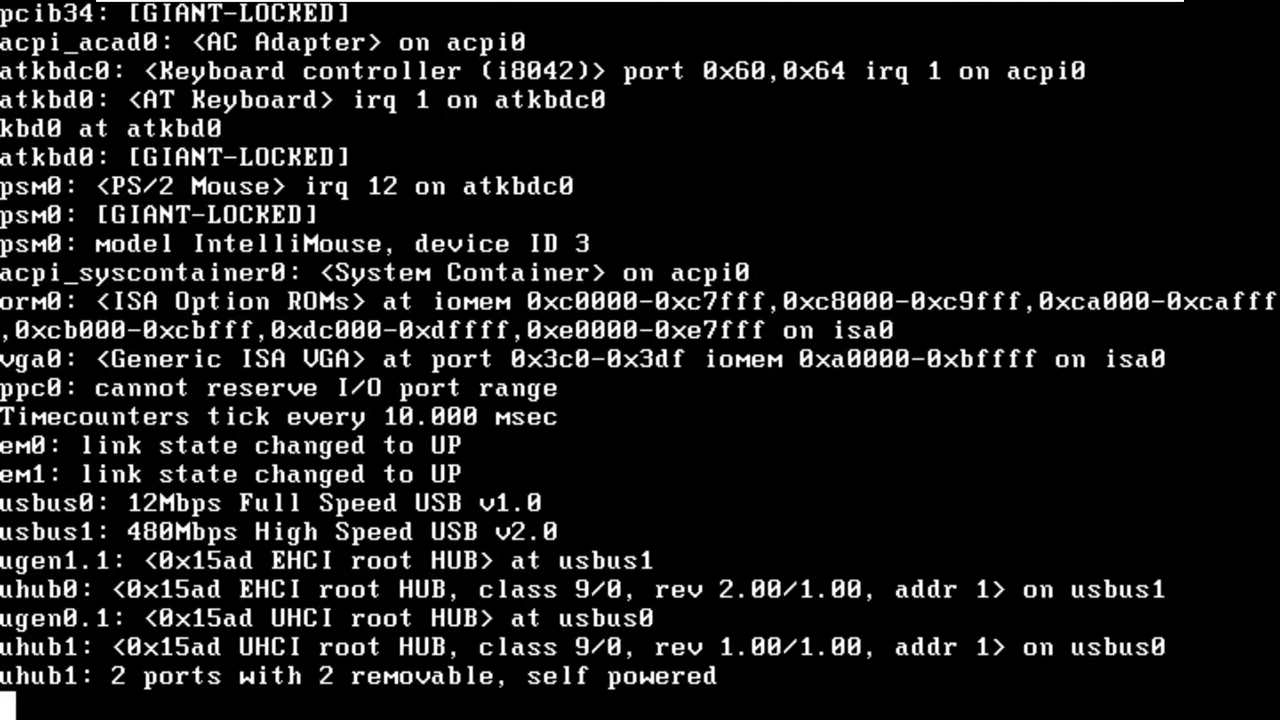 pcib34: [GIANT-LOCKED]
acpi_acad0: <AC Adapter> on acpi0
atkbdc0: <Keyboard controller (i8042)> port 0x60,0x64 irq 1 on acpi0
atkbd0: <AT Keyboard> irq 1 on atkbdc0
kbd0 at atkbd0
atkbd0: [GIANT-LOCKED]
psm0: <PS/2 Mouse> irq 12 on atkbdc0
psm0: [GIANT-LOCKED]
psm0: model IntelliMouse, device ID 3
acpi_syscontainer0: <System Container> on acpi0
orm0: <ISA Option ROMs> at iomem 0xc0000-0xc7fff,0xc8000-0xc9fff,0xca000-0xcafff
,0xcb000-0xcbfff,0xdc000-0xdffff,0xe0000-0xe7fff on isa0
vga0: <Generic ISA VGA> at port 0x3c0-0x3df iomem 0xa0000-0xbffff on isa0
ppc0: cannot reserve I/O port range
Timecounters tick every 10.000 msec
em0: link state changed to UP
em1: link state changed to UP
usbus0: 12Mbps Full Speed USB v1.0
usbus1: 480Mbps High Speed USB v2.0
ugen1.1: <0x15ad EHCI root HUB> at usbus1
uhub0: <0x15ad EHCI root HUB, class 9/0, rev 2.00/1.00, addr 1> on usbus1
ugen0.1: <0x15ad UHCI root HUB> at usbus0
uhub1: <0x15ad UHCI root HUB, class 9/0, rev 1.00/1.00, addr 1> on usbus0
uhub1: 2 ports with 2 removable, self powered